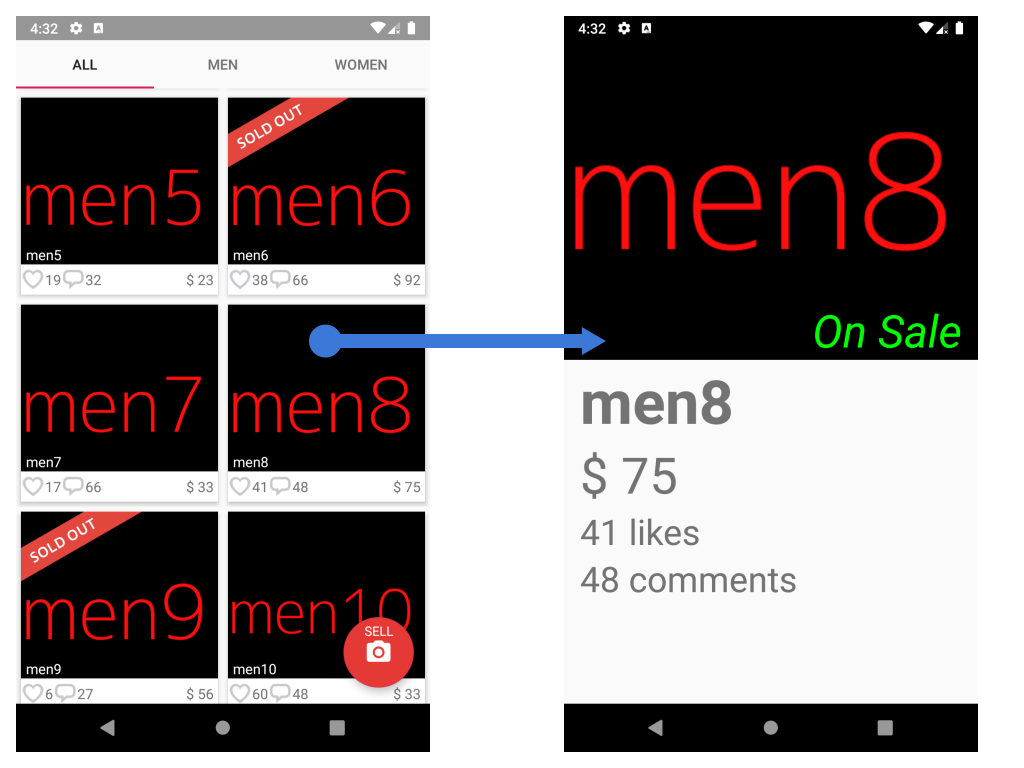 4:32
ALL MEN WOMEN
men5
men5
19 32 $ 23
SOLD OUT
men6
men6
38 66 $ 92
men7
men7
17 66 $ 33
men8
men8
41 48 $ 75
SOLD OUT
men9
men9
6 27 $ 56
men10
men10
60 48 $ 33
SELL
4:32
men8
On Sale
men8
$ 75
41 likes
48 comments